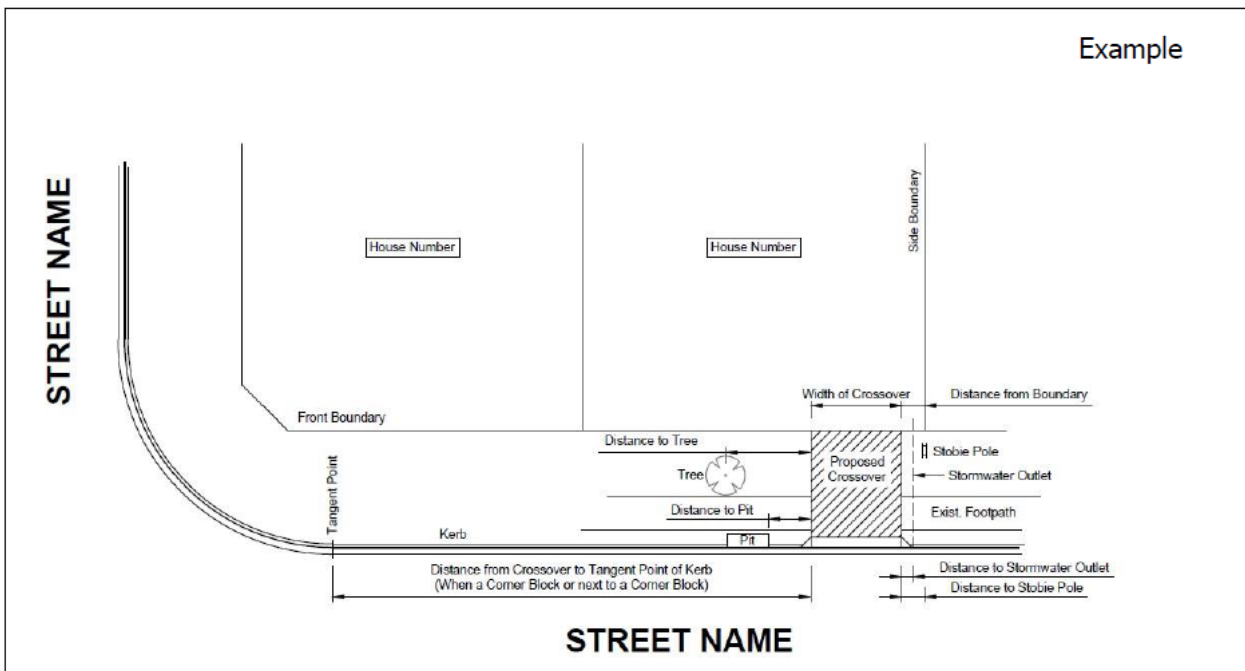 Example
STREET NAME
House Number
House Number
Side Boundary
Width of Crossover
Distance from Boundary
Front Boundary
Distance to Tree
Tree
Proposed
Crossover
Stobie Pole
Stormwater Outlet
Tangent Point
Distance to Pit
Exist. Footpath
Kerb
Pit
Distance from Crossover to Tangent Point of Kerb
(When a Corner Block or next to a Corner Block)
Distance to Stormwater Outlet
Distance to Stobie Pole
STREET NAME